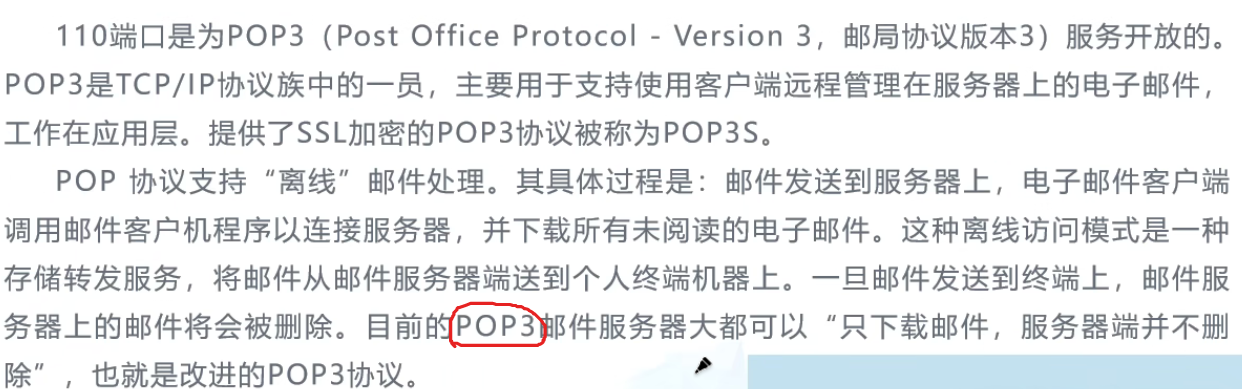 110端口是为POP3（Post Office Protocol - Version 3，邮局协议版本3）服务开放的。
POP3是TCP/IP协议族中的一员，主要用于支持使用客户端远程管理在服务器上的电子邮件，
工作在应用层。提供了SSL加密的POP3协议被称为POP3S。
POP 协议支持“离线”邮件处理。其具体过程是：邮件发送到服务器上，电子邮件客户端
调用邮件客户机程序以连接服务器，并下载所有未阅读的电子邮件。这种离线访问模式是一种
存储转发服务，将邮件从邮件服务器端送到个人终端机器上。一旦邮件发送到终端上，邮件服
务器上的邮件将会被删除。目前的POP3邮件服务器大都可以“只下载邮件，服务器端并不删
除”，也就是改进的POP3协议。